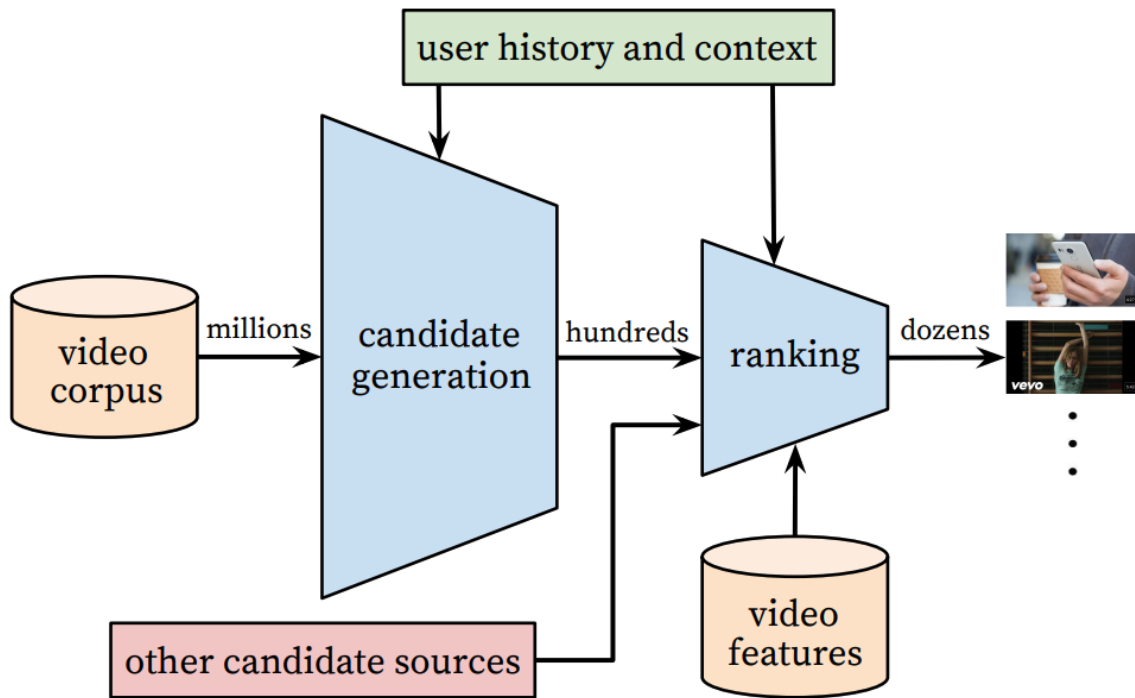 user history and context
video
corpus
millions
candidate
generation
hundreds
ranking
dozens
vevo
other candidate sources
video
features